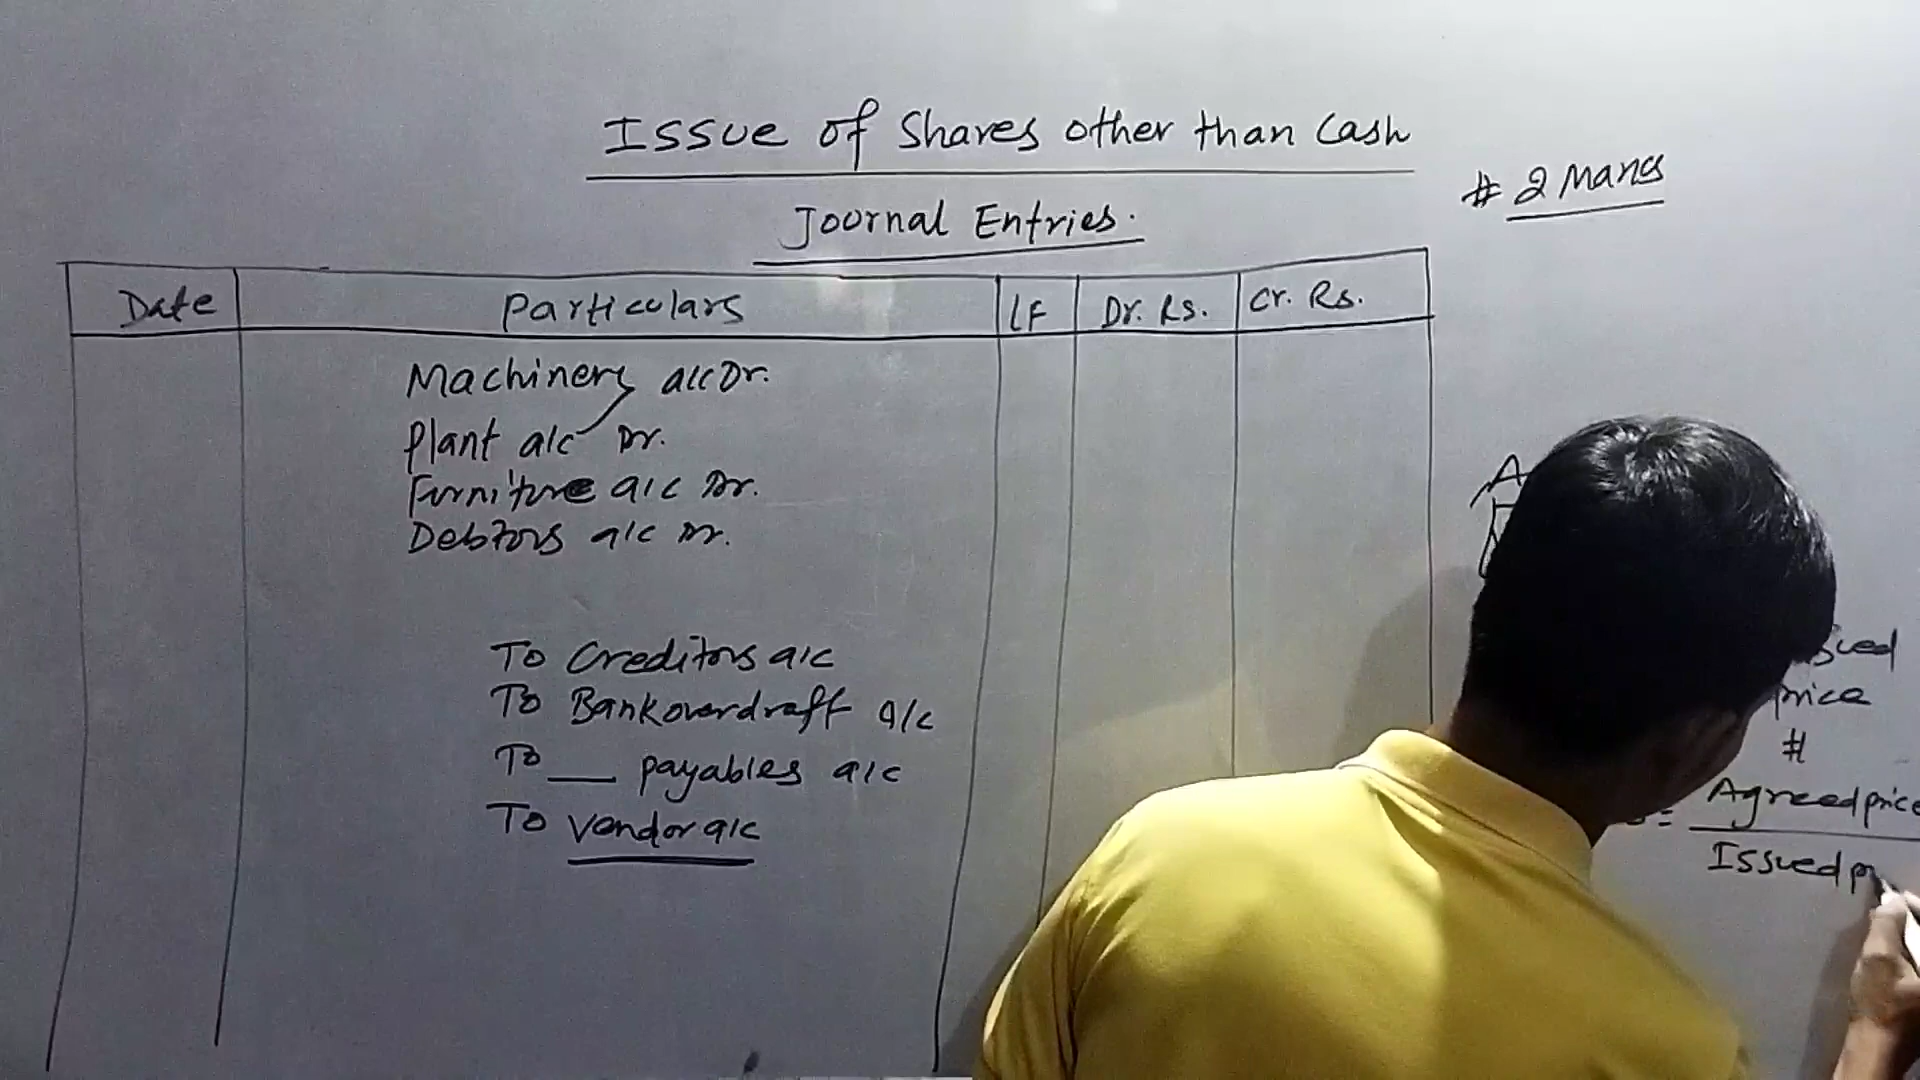 Issue of Shares other than Cash
# 2 Marks
Journal Entries.
Date Particulars LF Dr. Rs. Cr. Rs.
Machinery a/c Dr.
Plant a/c Dr.
Furniture a/c Dr.
Debtors a/c Dr.
To Creditors a/c
To Bankoverdraft a/c
To ___ payables a/c
To Vendor a/c
price
#
= Agreed price
Issued p